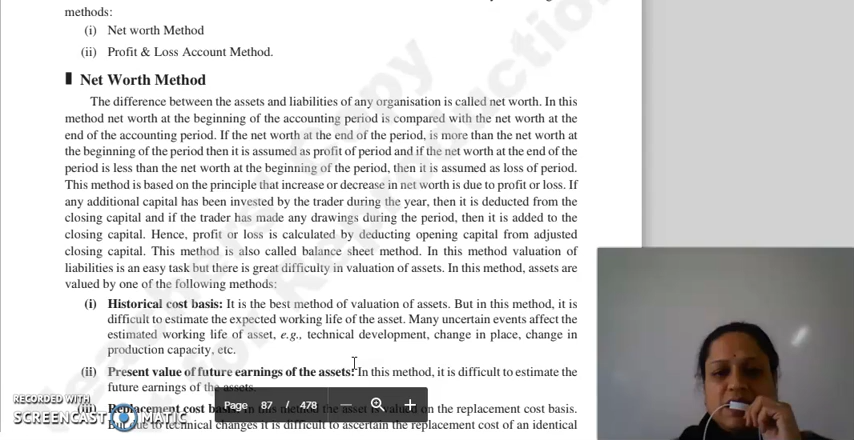 methods:
(i) Net worth Method
(ii) Profit & Loss Account Method.
Net Worth Method
The difference between the assets and liabilities of any organisation is called net worth. In this
method net worth at the beginning of the accounting period is compared with the net worth at the
end of the accounting period. If the net worth at the end of the period, is more than the net worth at
the beginning of the period then it is assumed as profit of period and if the net worth at the end of the
period is less than the net worth at the beginning of the period, then it is assumed as loss of period.
This method is based on the principle that increase or decrease in net worth is due to profit or loss. If
any additional capital has been invested by the trader during the year, then it is deducted from the
closing capital and if the trader has made any drawings during the period, then it is added to the
closing capital. Hence, profit or loss is calculated by deducting opening capital from adjusted
closing capital. This method is also called balance sheet method. In this method valuation of
liabilities is an easy task but there is great difficulty in valuation of assets. In this method, assets are
valued by one of the following methods:
(i) Historical cost basis: It is the best method of valuation of assets. But in this method, it is
difficult to estimate the expected working life of the asset. Many uncertain events affect the
estimated working life of asset, e.g., technical development, change in place, change in
production capacity, etc.
(ii) Present value of future earnings of the assets: In this method, it is difficult to estimate the
future earnings of the assets.
(iii) Replacement cost basis: In this method the asset is valued on the replacement cost basis.
But due to technical changes it is difficult to ascertain the replacement cost of an identical
Page 87 / 478
RECORDED WITH
SCREENCAST MATIC